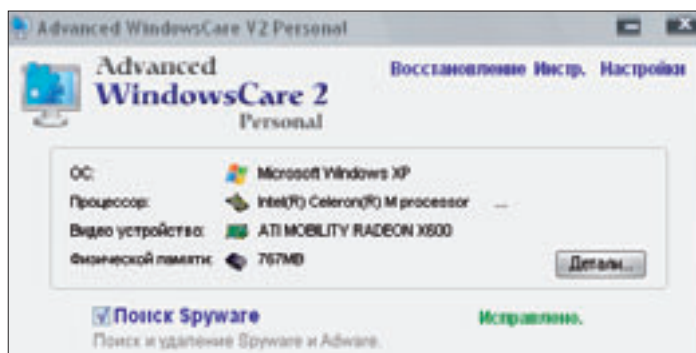 Advanced WindowsCare V2 Personal
Advanced
WindowsCare 2
Personal
Восстановление Инстр. Настройки
ОС: Microsoft Windows XP
Процессор: Intel(R) Celeron(R) M processor ...
Видео устройство: ATI MOBILITY RADEON X600
Физической памяти: 767MB
Детали...
Поиск Spyware Исправлено.
Поиск и удаление Spyware и Adware.